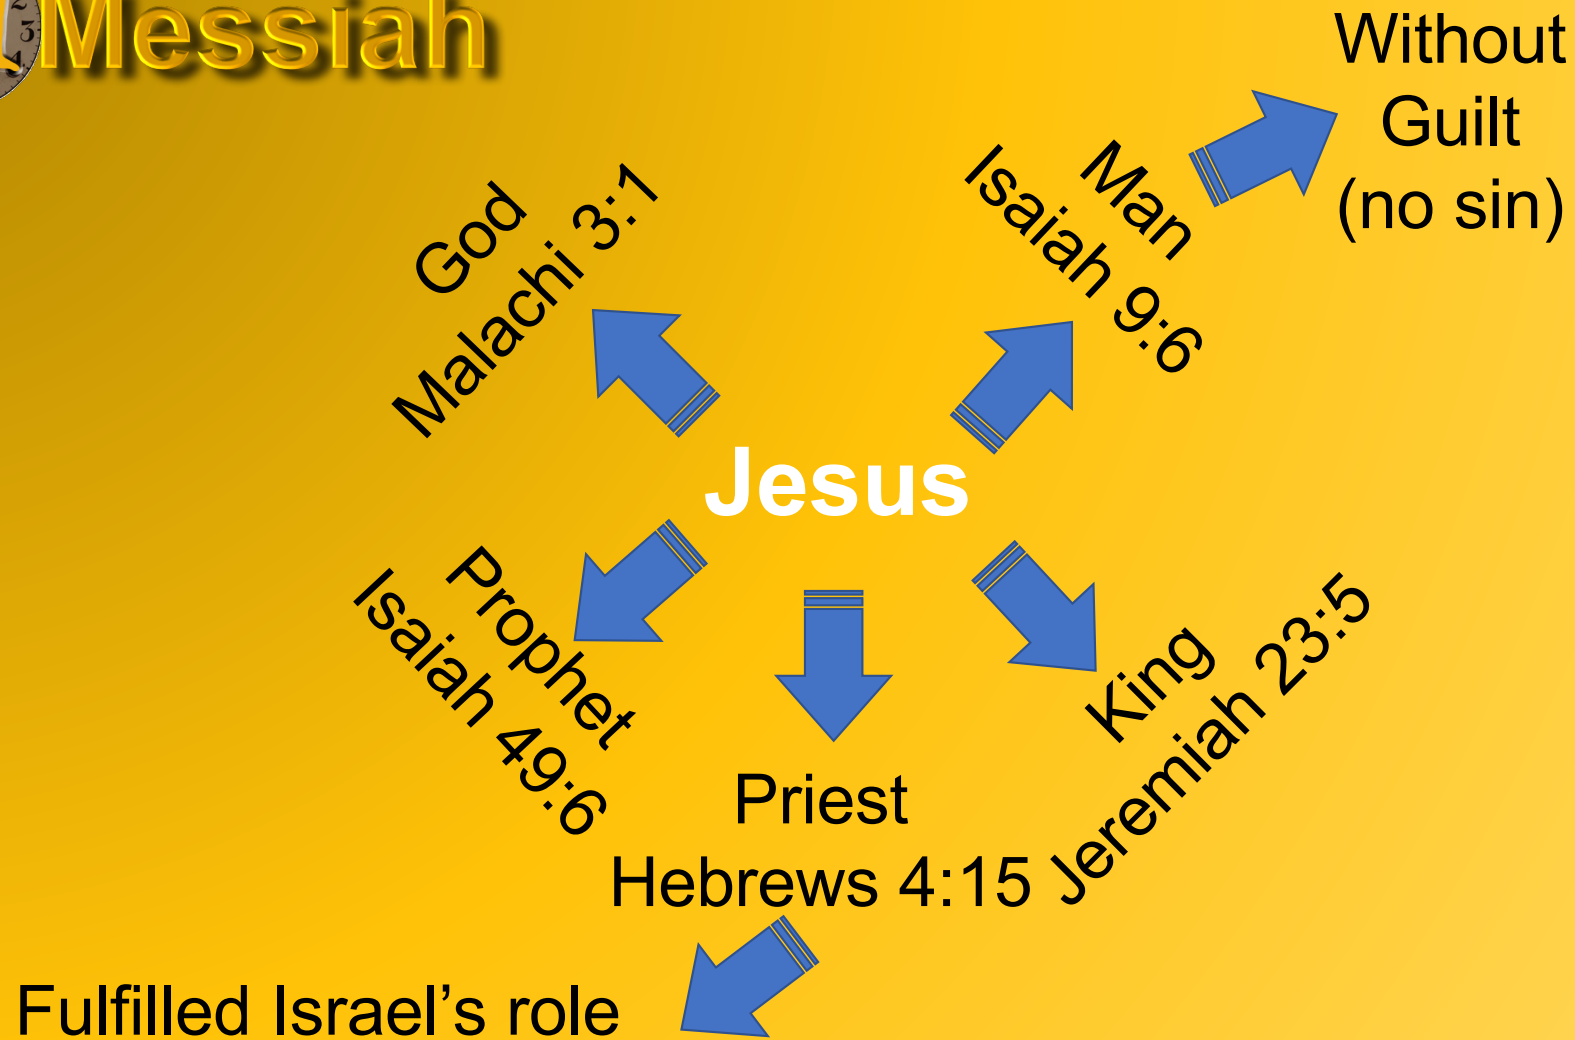 Messiah
Without
Guilt
(no sin)
God
Malachi 3:1
Man
Isaiah 9:6
Jesus
Prophet
Isaiah 49:6
King
Jeremiah 23:5
Priest
Hebrews 4:15
Fulfilled Israel’s role